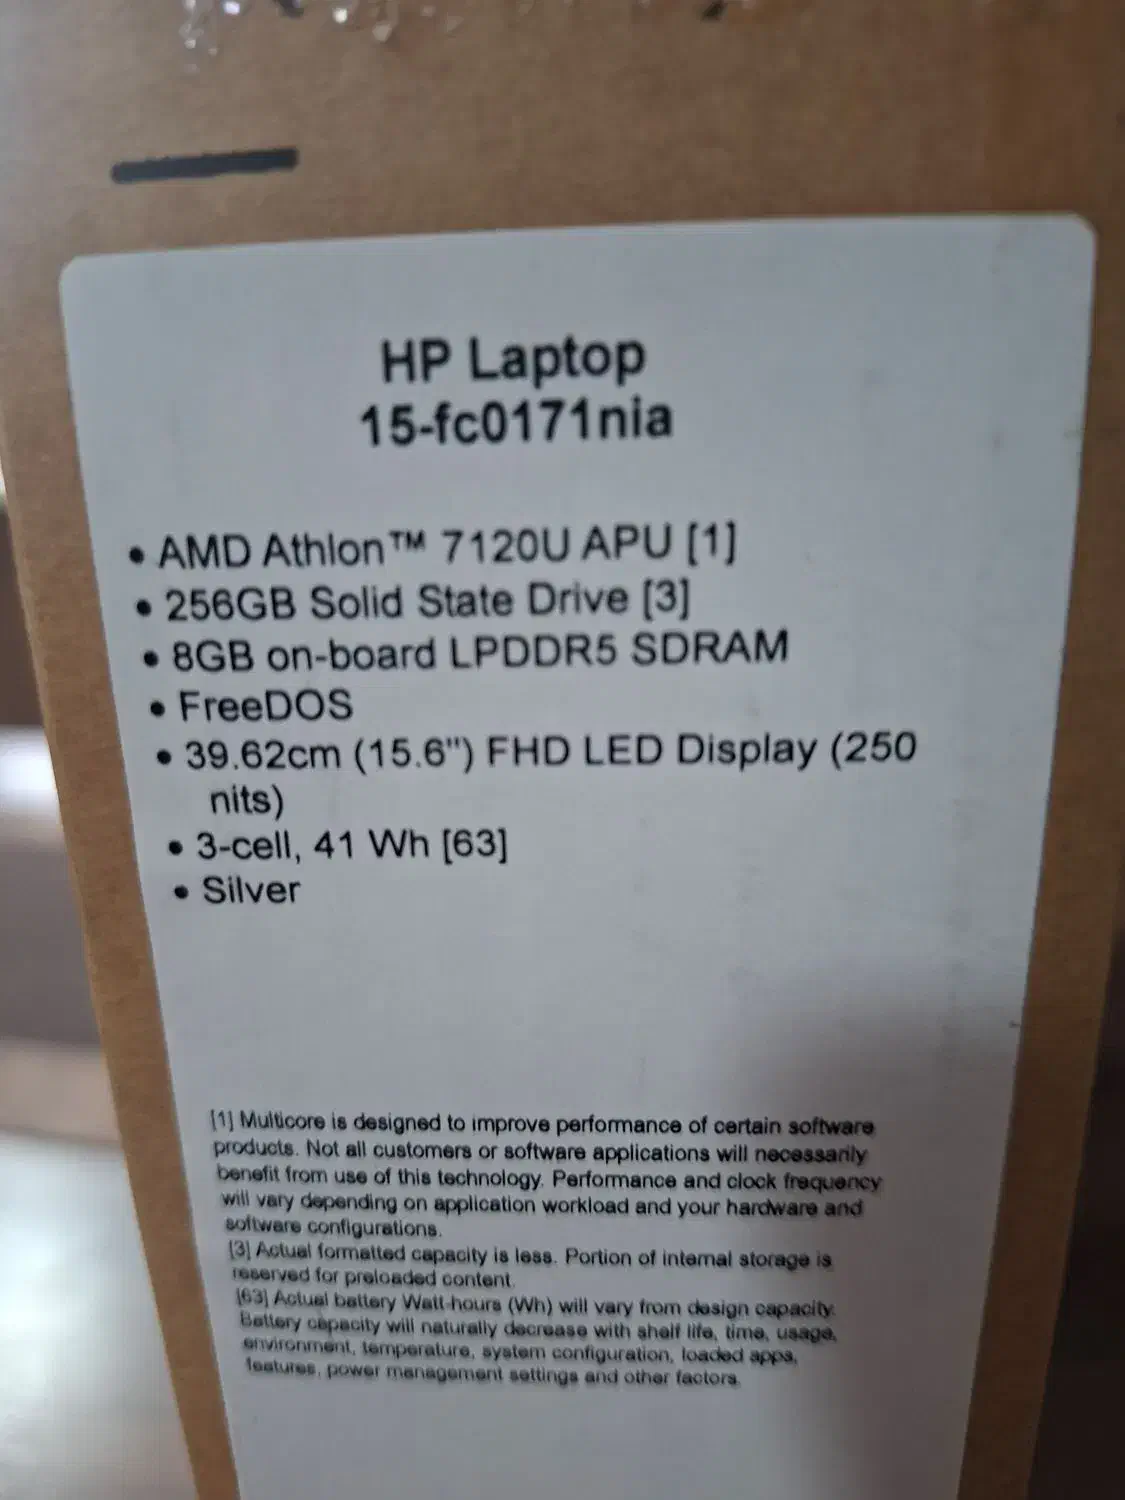 HP Laptop
15-fc0171nia
• AMD Athlon™ 7120U APU [1]
• 256GB Solid State Drive [3]
• 8GB on-board LPDDR5 SDRAM
• FreeDOS
• 39.62cm (15.6") FHD LED Display (250
nits)
• 3-cell, 41 Wh [63]
• Silver
[1] Multicore is designed to improve performance of certain software
products. Not all customers or software applications will necessarily
benefit from use of this technology. Performance and clock frequency
will vary depending on application workload and your hardware and
software configurations.
[3] Actual formatted capacity is less. Portion of internal storage is
reserved for preloaded content.
[63] Actual battery Watt-hours (Wh) will vary from design capacity.
Battery capacity will naturally decrease with shelf life, time, usage,
environment, temperature, system configuration, loaded apps,
features, power management settings and other factors.